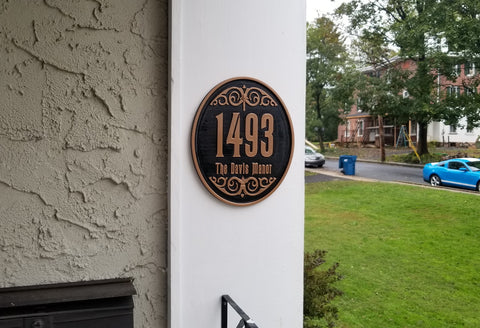 1493
The Davis Manor